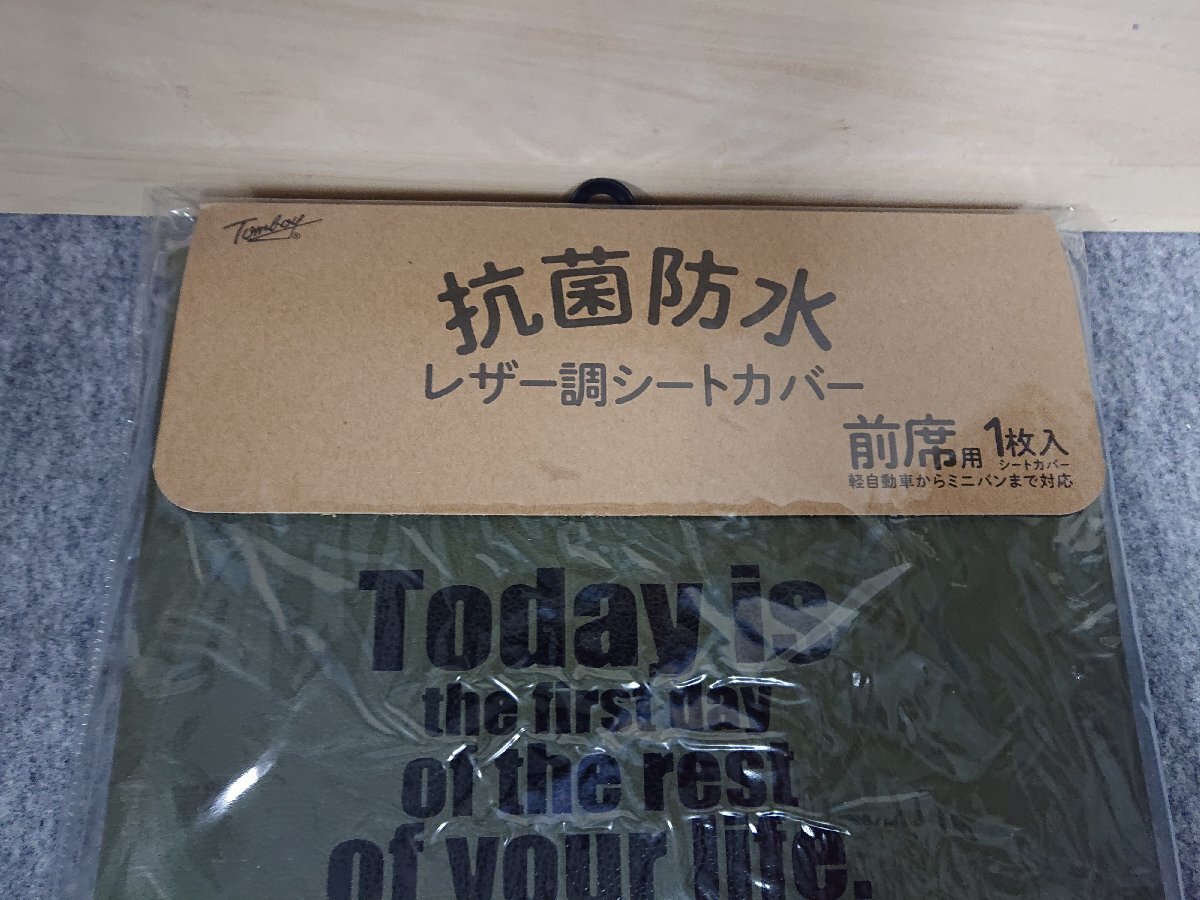 Tomboy®
抗菌防水
レザー調シートカバー
前席用 1枚入
シートカバー
軽自動車からミニバンまで対応
Today is
the first day
of the rest
of your life.